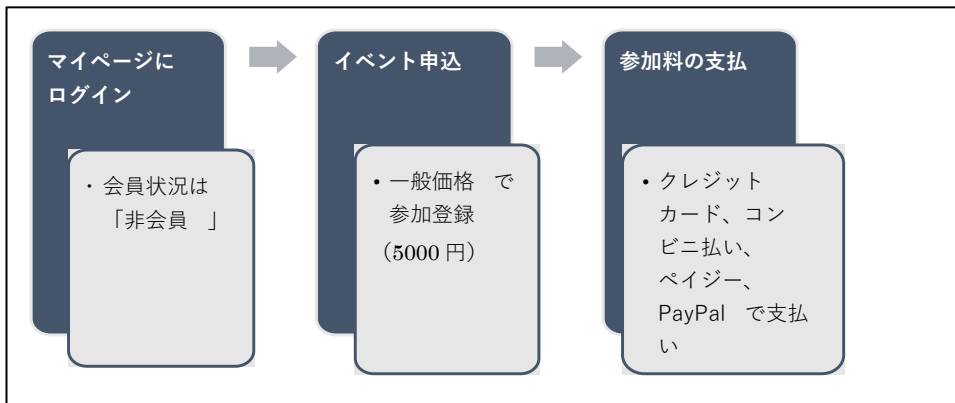 マイページに
ログイン
・ 会員状況は
「非会員　」
イベント申込
• 一般価格　で
参加登録
（5000 円）
参加料の支払
• クレジット
カード、コン
ビニ払い、
ペイジー、
PayPal　で支払
い